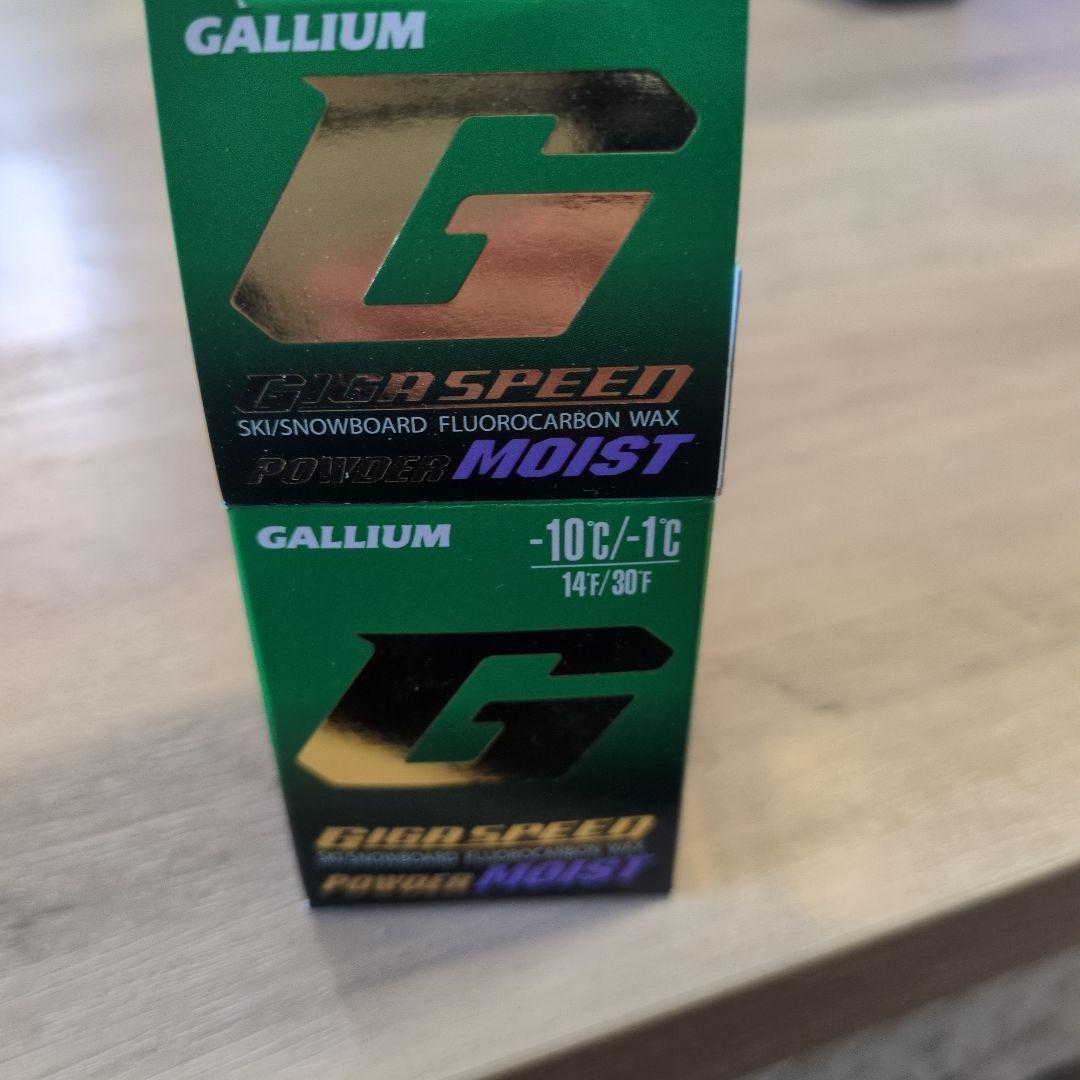 GALLIUM
G
GIGA SPEED
SKI/SNOWBOARD FLUOROCARBON WAX
POWDER MOIST
GALLIUM
-10°C/-1°C
14°F/30°F
G
GIGA SPEED
SKI/SNOWBOARD FLUOROCARBON WAX
POWDER MOIST